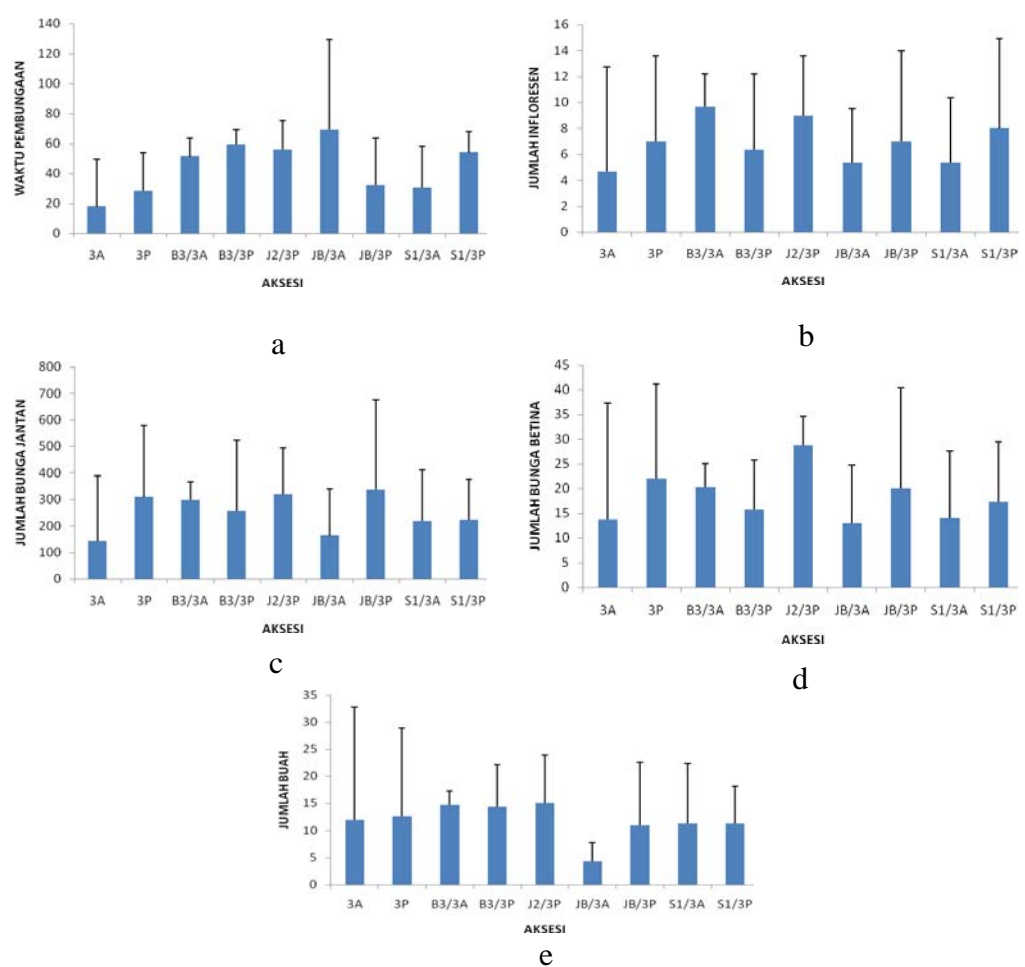 WAKTU PEMBUNGAAN
140
120
100
80
60
40
20
0
3A 3P B3/3A B3/3P J2/3P JB/3A JB/3P S1/3A S1/3P
AKSESI
a
JUMLAH INFLORESEN
16
14
12
10
8
6
4
2
0
3A 3P B3/3A B3/3P J2/3P JB/3A JB/3P S1/3A S1/3P
AKSESI
b
JUMLAH BUNGA JANTAN
800
700
600
500
400
300
200
100
0
3A 3P B3/3A B3/3P J2/3P JB/3A JB/3P S1/3A S1/3P
AKSESI
c
JUMLAH BUNGA BETINA
45
40
35
30
25
20
15
10
5
0
3A 3P B3/3A B3/3P J2/3P JB/3A JB/3P S1/3A S1/3P
AKSESI
d
JUMLAH BUAH
35
30
25
20
15
10
5
0
3A 3P B3/3A B3/3P J2/3P JB/3A JB/3P S1/3A S1/3P
AKSESI
e